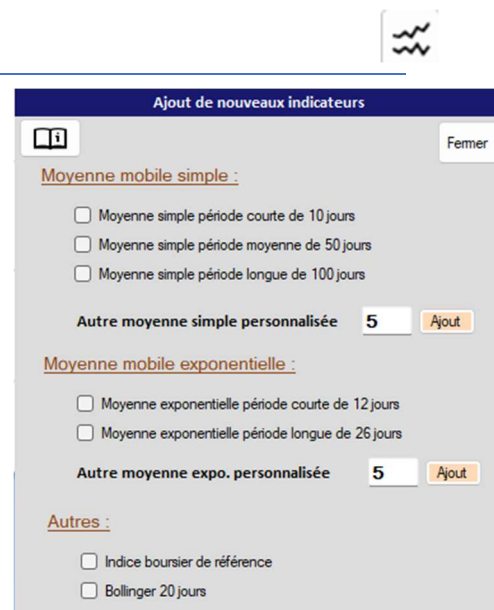 Ajout de nouveaux indicateurs
i
Fermer
Moyenne mobile simple :
Moyenne simple période courte de 10 jours
Moyenne simple période moyenne de 50 jours
Moyenne simple période longue de 100 jours
Autre moyenne simple personnalisée 5 Ajout
Moyenne mobile exponentielle :
Moyenne exponentielle période courte de 12 jours
Moyenne exponentielle période longue de 26 jours
Autre moyenne expo. personnalisée 5 Ajout
Autres :
Indice boursier de référence
Bollinger 20 jours